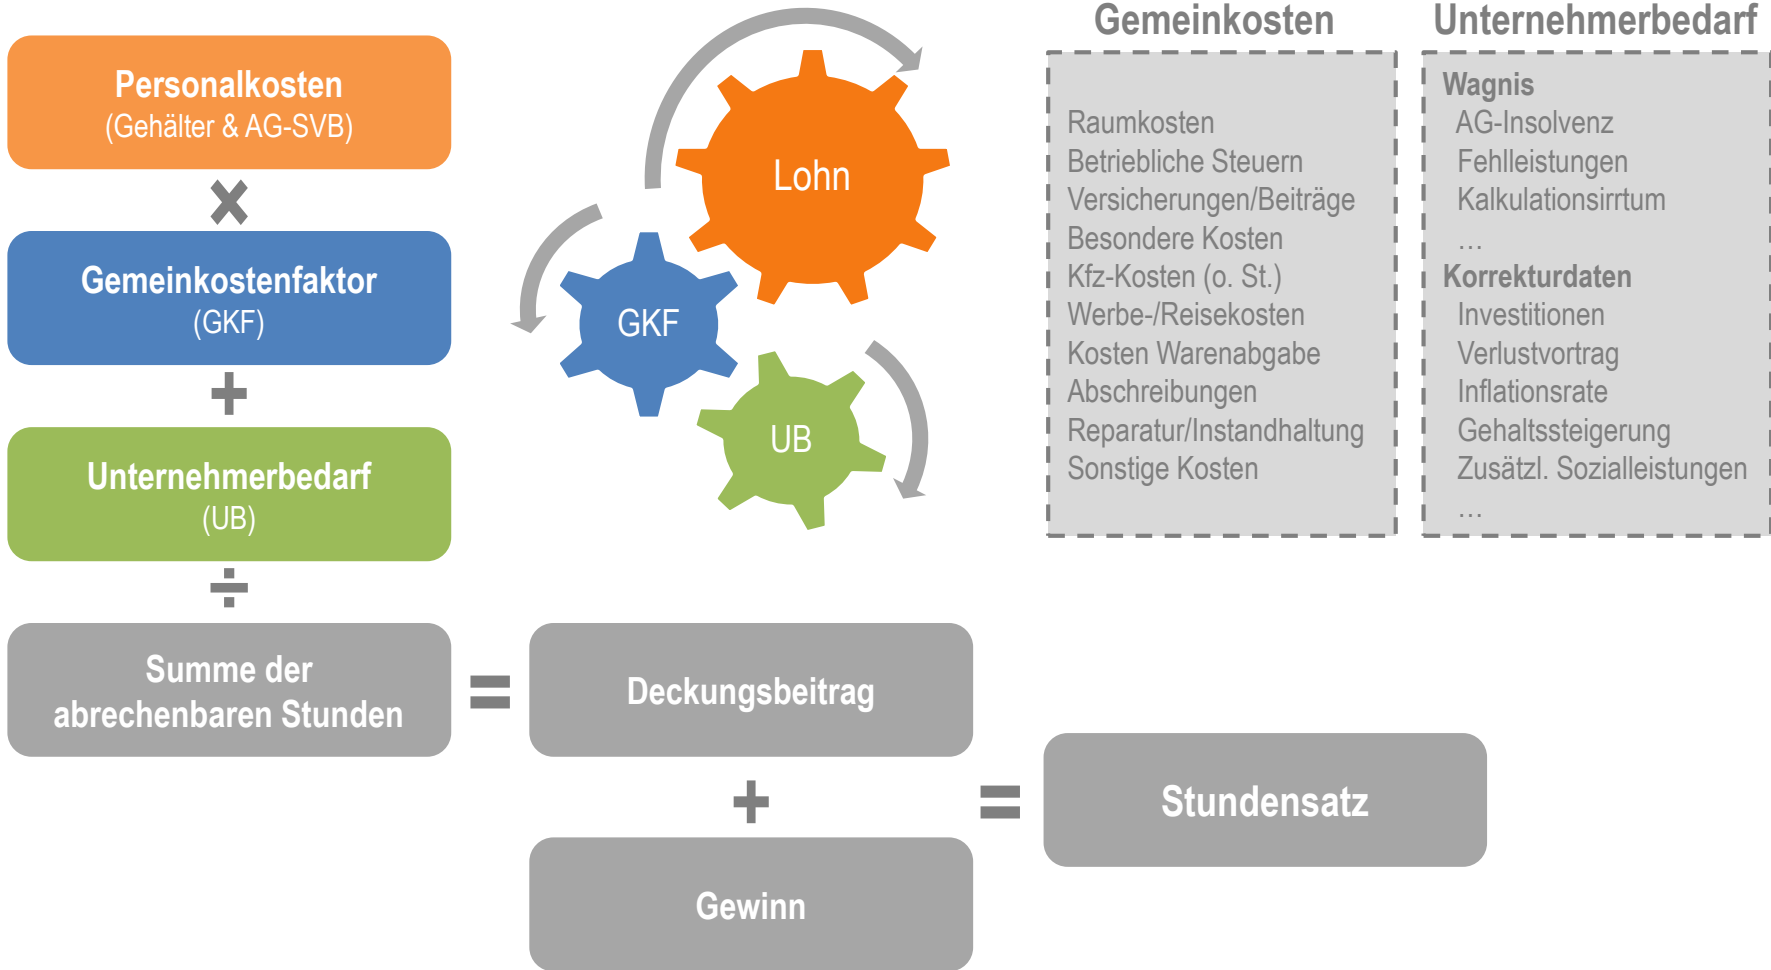 Personalkosten
(Gehälter & AG-SVB)
×
Gemeinkostenfaktor
(GKF)
+
Unternehmerbedarf
(UB)
÷
Summe der
abrechenbaren Stunden
=
Deckungsbeitrag
+
Gewinn
=
Stundensatz
Lohn
GKF
UB
Gemeinkosten
Raumkosten
Betriebliche Steuern
Versicherungen/Beiträge
Besondere Kosten
Kfz-Kosten (o. St.)
Werbe-/Reisekosten
Kosten Warenabgabe
Abschreibungen
Reparatur/Instandhaltung
Sonstige Kosten
Unternehmerbedarf
Wagnis
AG-Insolvenz
Fehlleistungen
Kalkulationsirrtum
…
Korrekturdaten
Investitionen
Verlustvortrag
Inflationsrate
Gehaltssteigerung
Zusätzl. Sozialleistungen
…